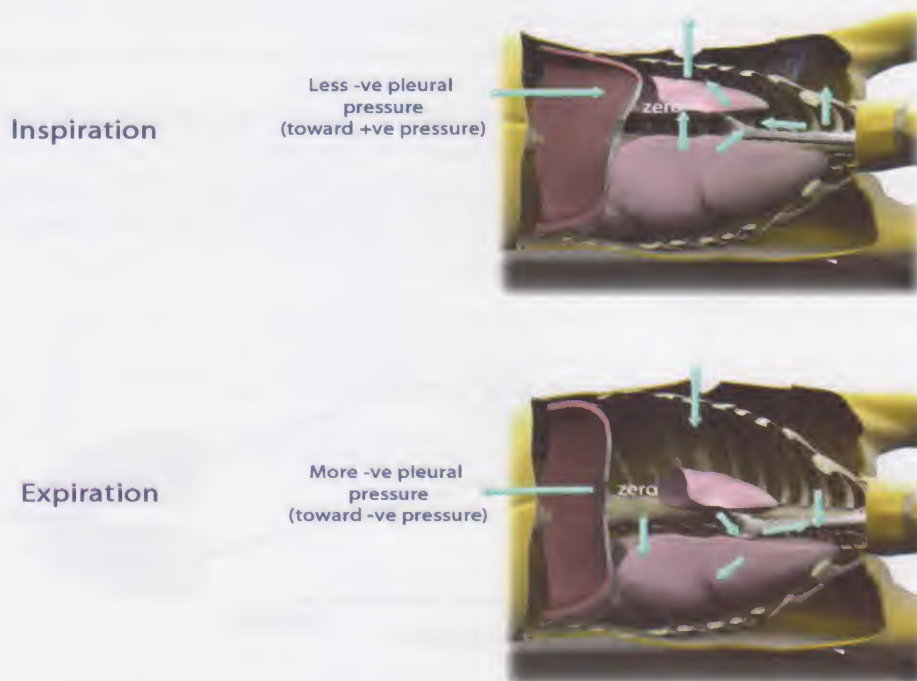 Inspiration
Less -ve pleural
pressure
(toward +ve pressure)
zero
Expiration
More -ve pleural
pressure
(toward -ve pressure)
zero